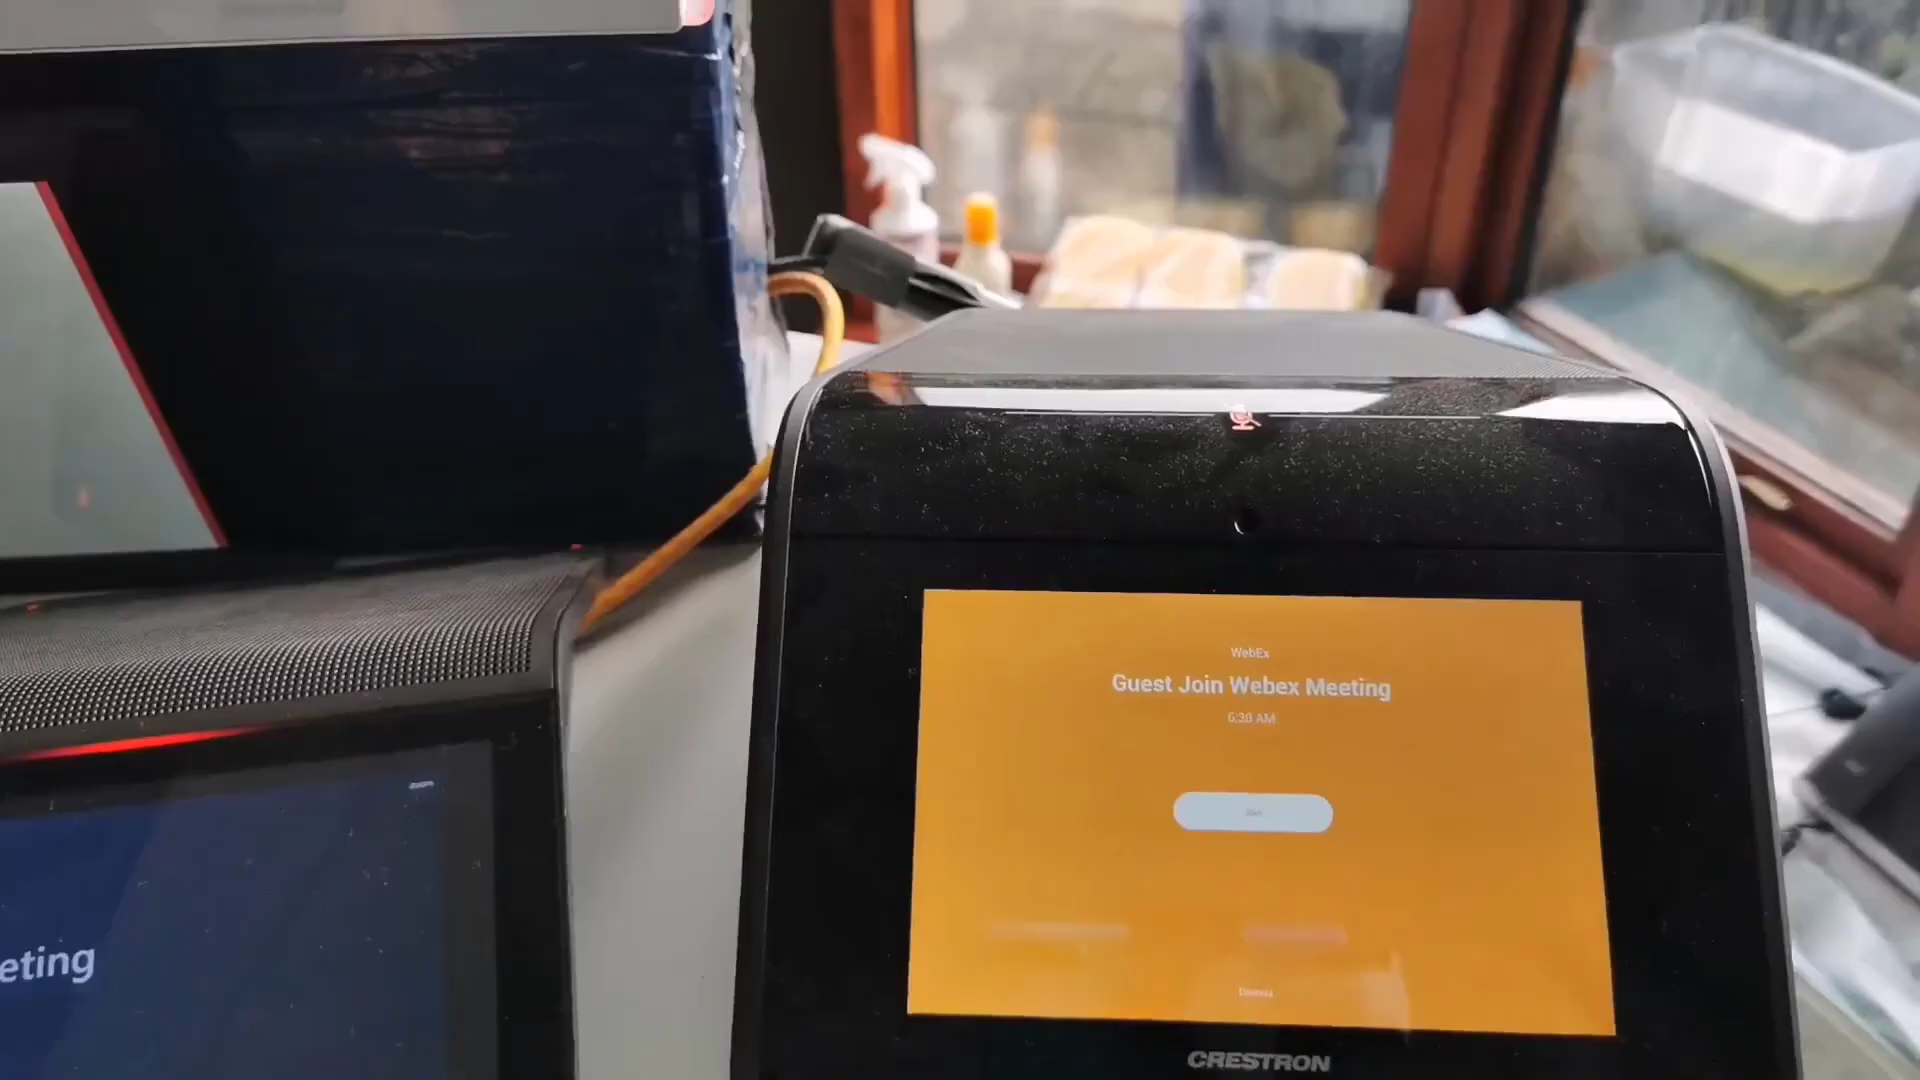 WebEx
Guest Join Webex Meeting
6:30 AM
Join
Dismiss
CRESTRON
zoom
eting